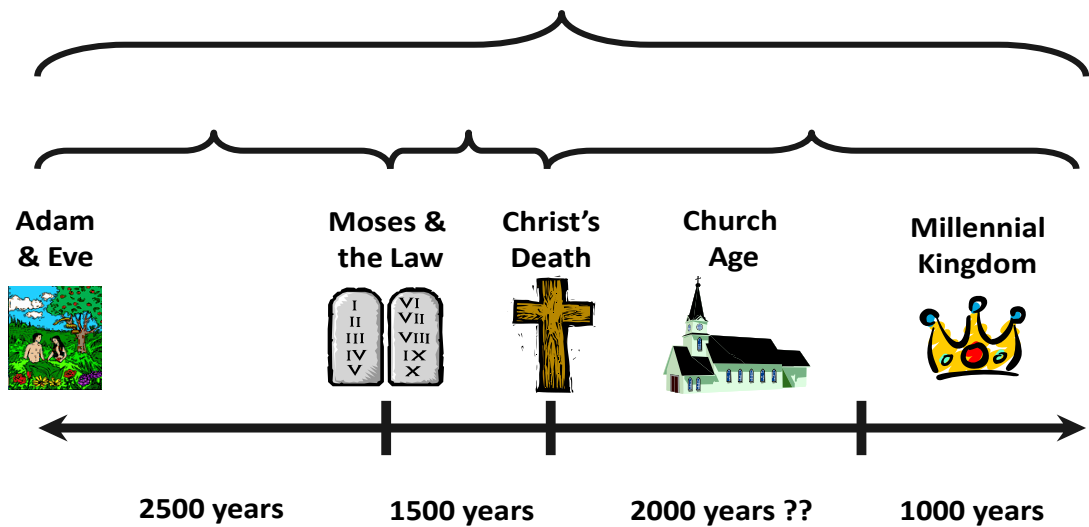 Adam
& Eve
Moses &
the Law
Christ's
Death
Church
Age
Millennial
Kingdom
I
II
III
IV
V
VI
VII
VIII
IX
X
2500 years
1500 years
2000 years ??
1000 years